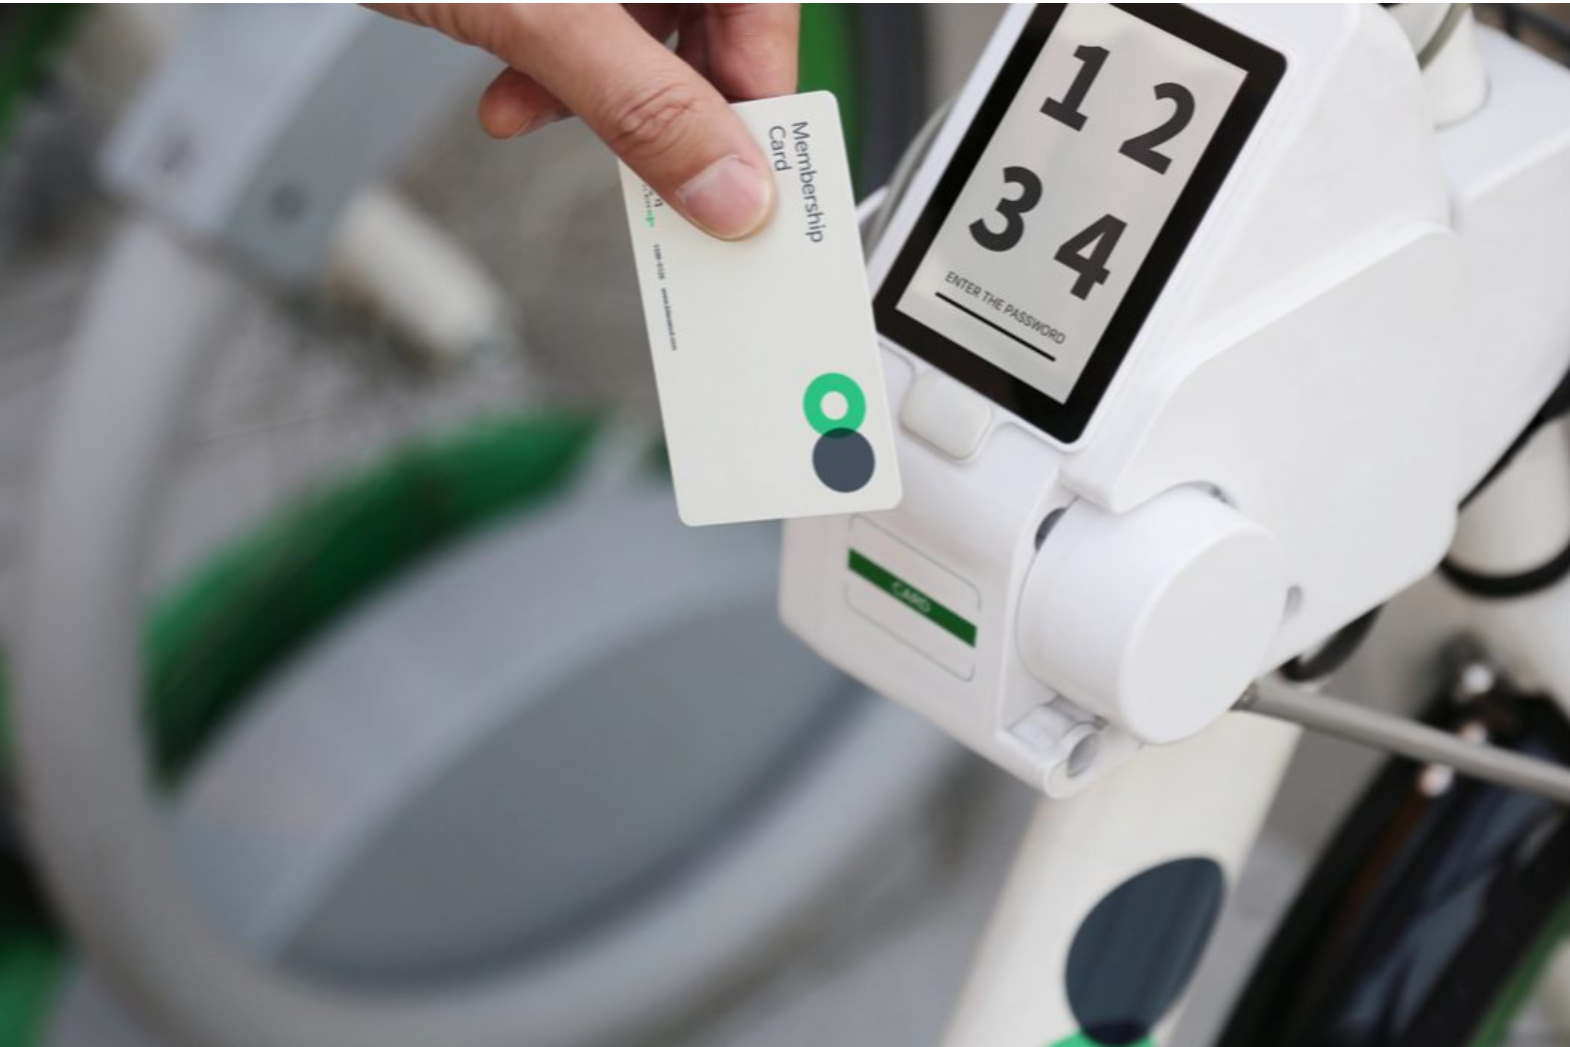 Membership
Card
1 2
3 4
ENTER THE PASSWORD
CARD